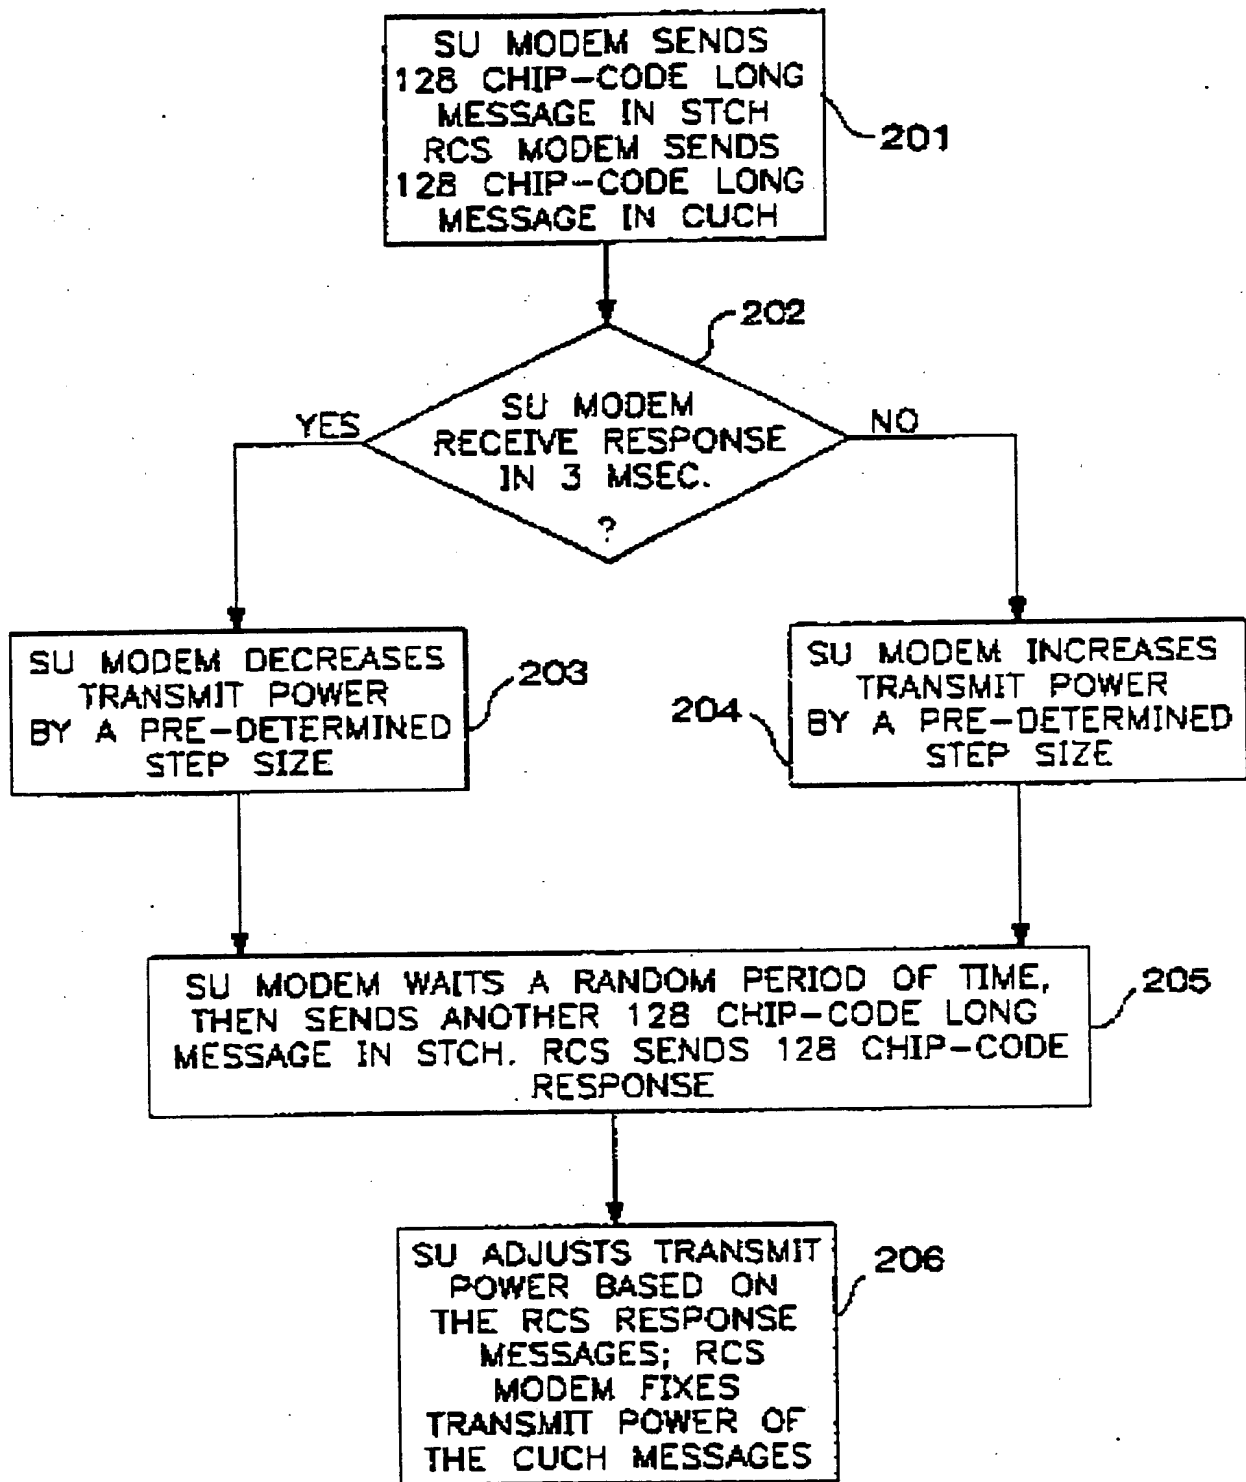 SU MODEM SENDS
128 CHIP-CODE LONG
MESSAGE IN STCH
RCS MODEM SENDS
128 CHIP-CODE LONG
MESSAGE IN CUCH
201
202
YES
SU MODEM
RECEIVE RESPONSE
IN 3 MSEC.
?
NO
SU MODEM DECREASES
TRANSMIT POWER
BY A PRE-DETERMINED
STEP SIZE
203
204
SU MODEM INCREASES
TRANSMIT POWER
BY A PRE-DETERMINED
STEP SIZE
SU MODEM WAITS A RANDOM PERIOD OF TIME,
THEN SENDS ANOTHER 128 CHIP-CODE LONG
MESSAGE IN STCH. RCS SENDS 128 CHIP-CODE
RESPONSE
205
SU ADJUSTS TRANSMIT
POWER BASED ON
THE RCS RESPONSE
MESSAGES; RCS
MODEM FIXES
TRANSMIT POWER OF
THE CUCH MESSAGES
206